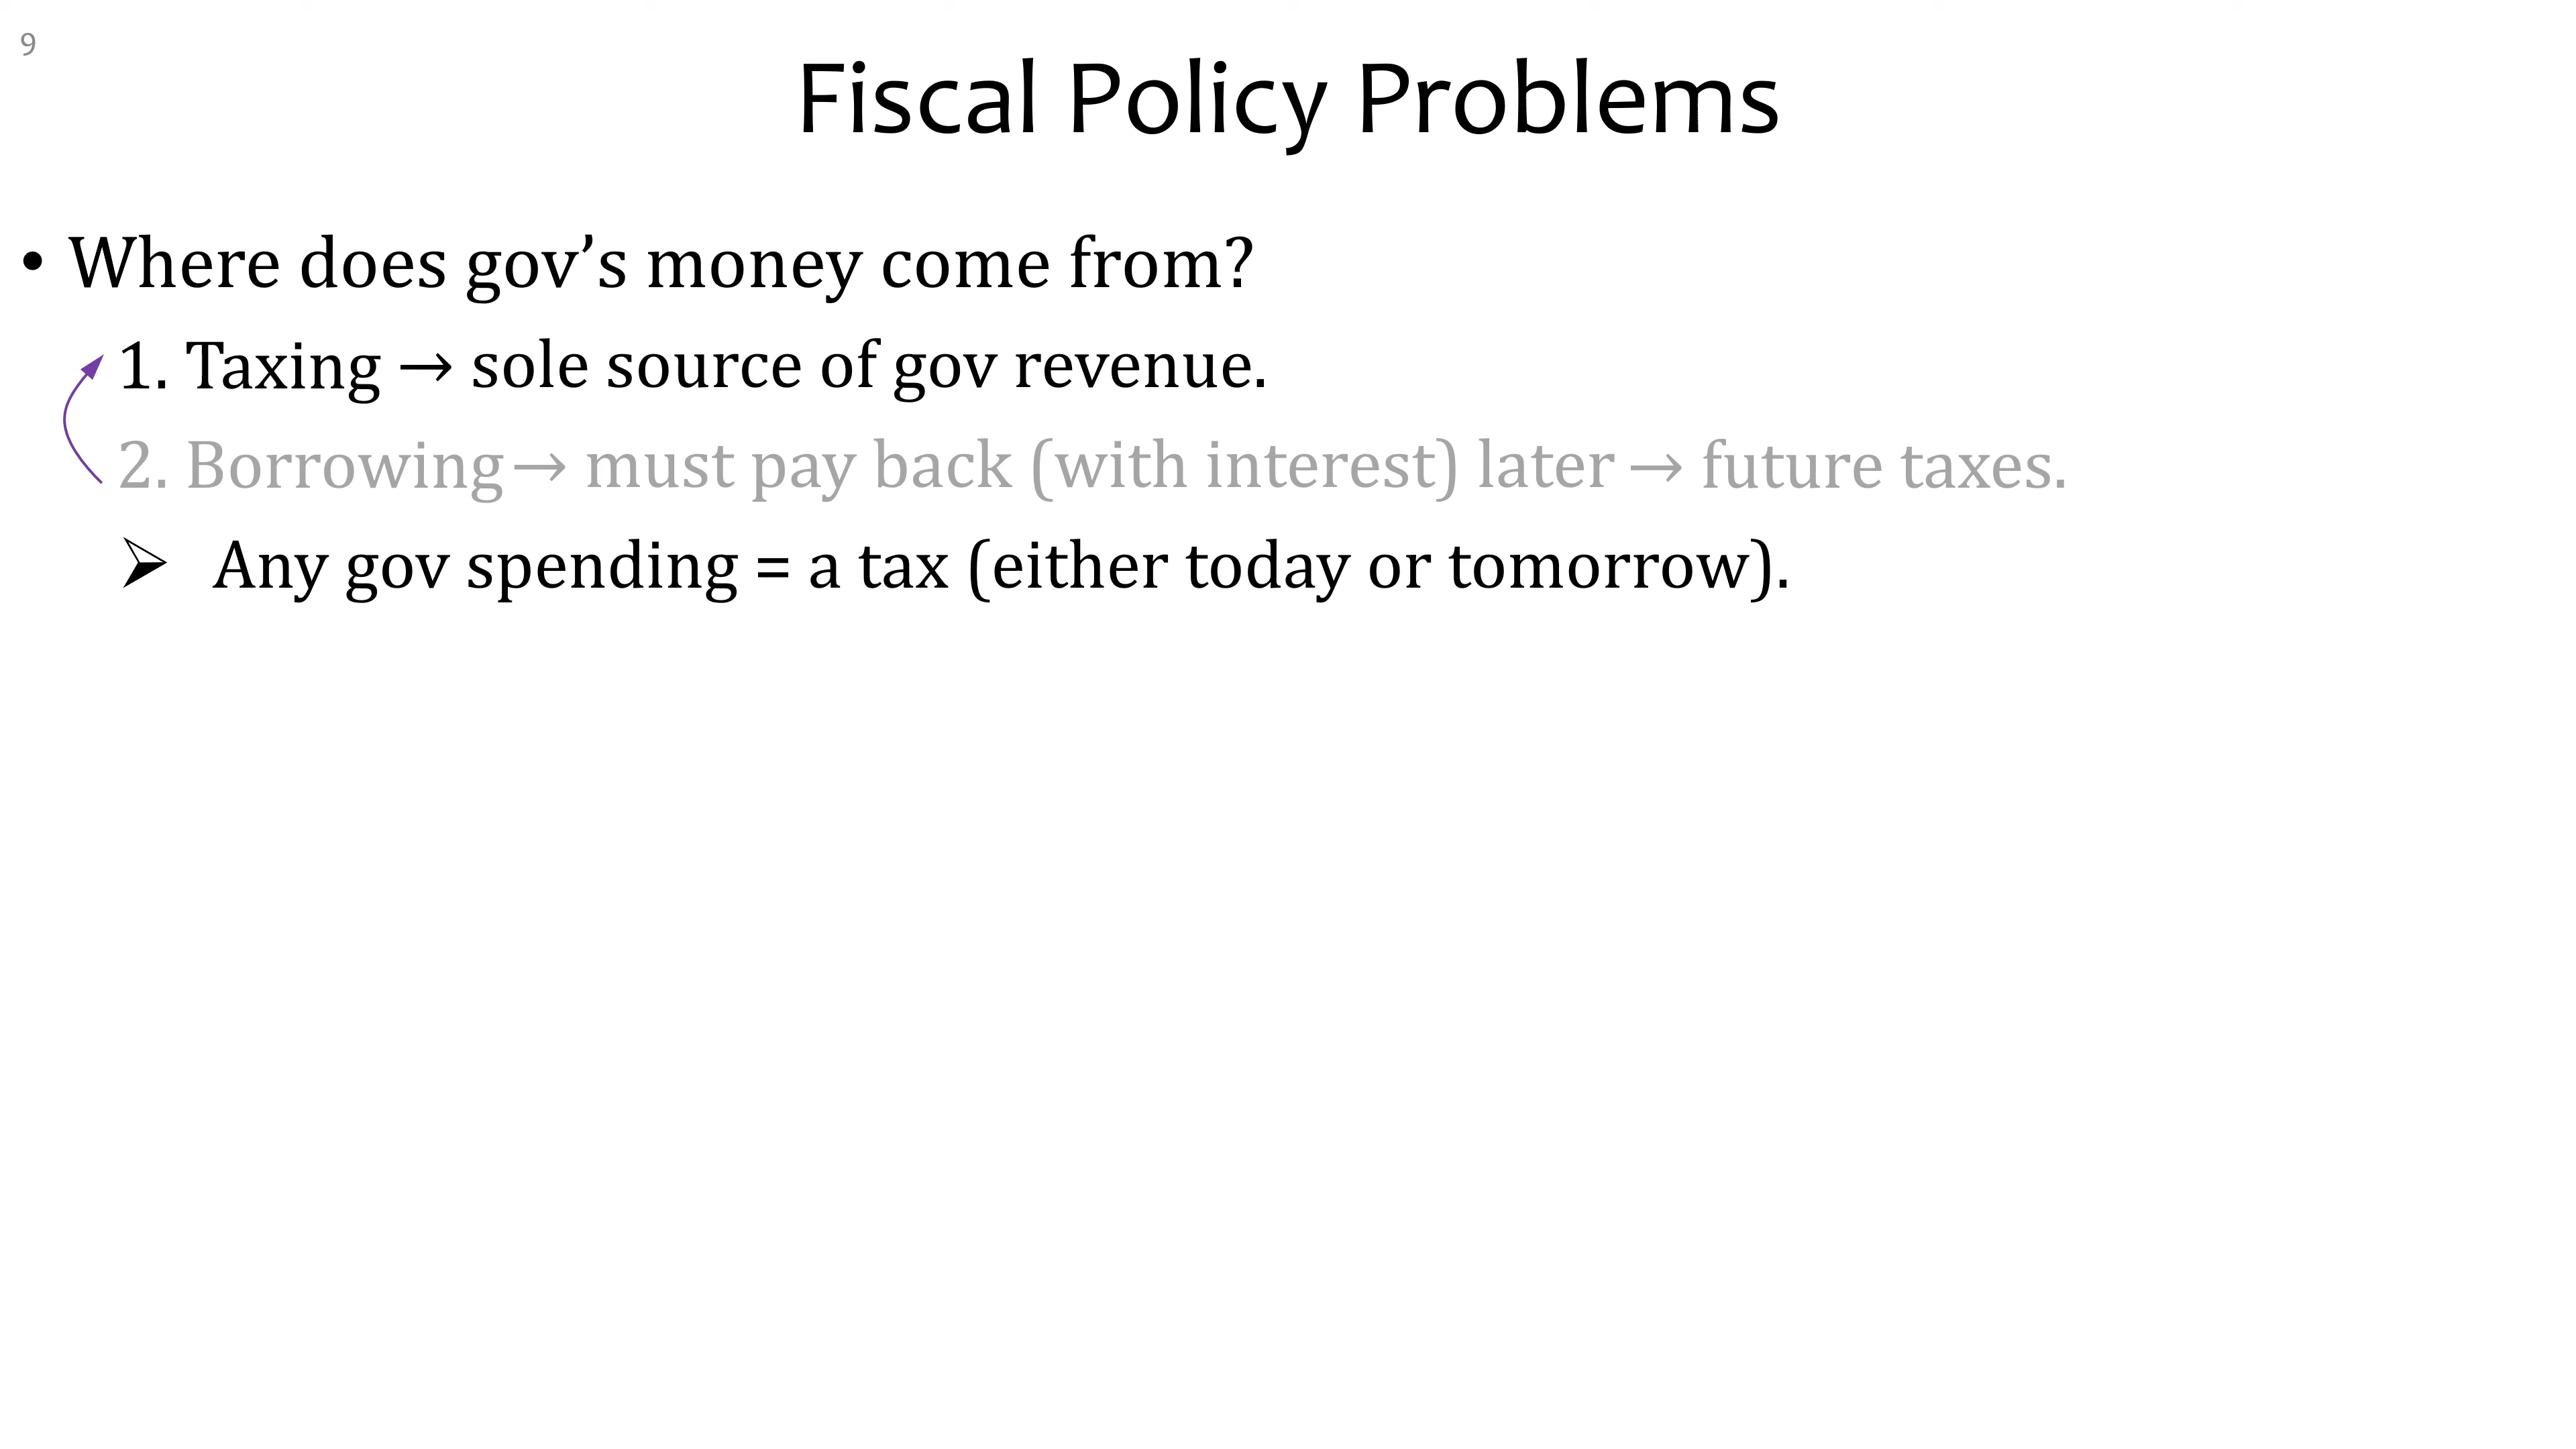 9
Fiscal Policy Problems
• Where does gov’s money come from?
1. Taxing → sole source of gov revenue.
2. Borrowing → must pay back (with interest) later → future taxes.
➢ Any gov spending = a tax (either today or tomorrow).